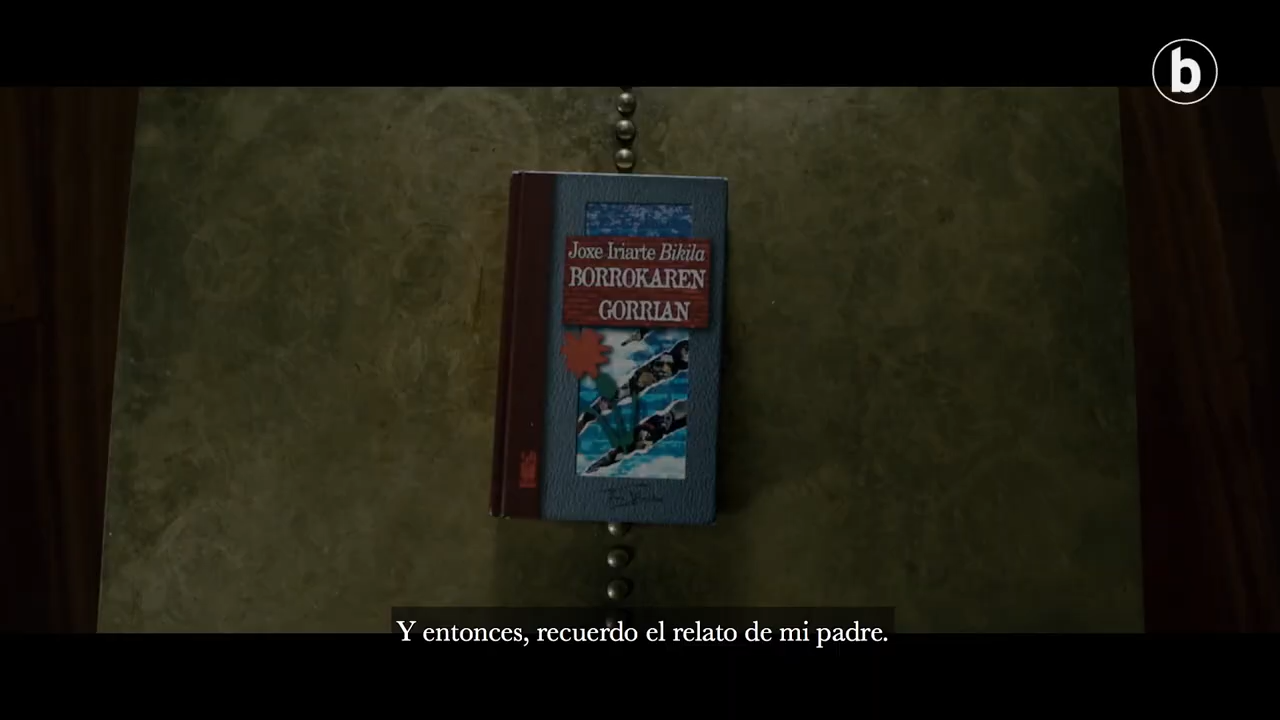 b
Joxe Iriarte Bikila
BORROKAREN
GORRIAN
Y entonces, recuerdo el relato de mi padre.